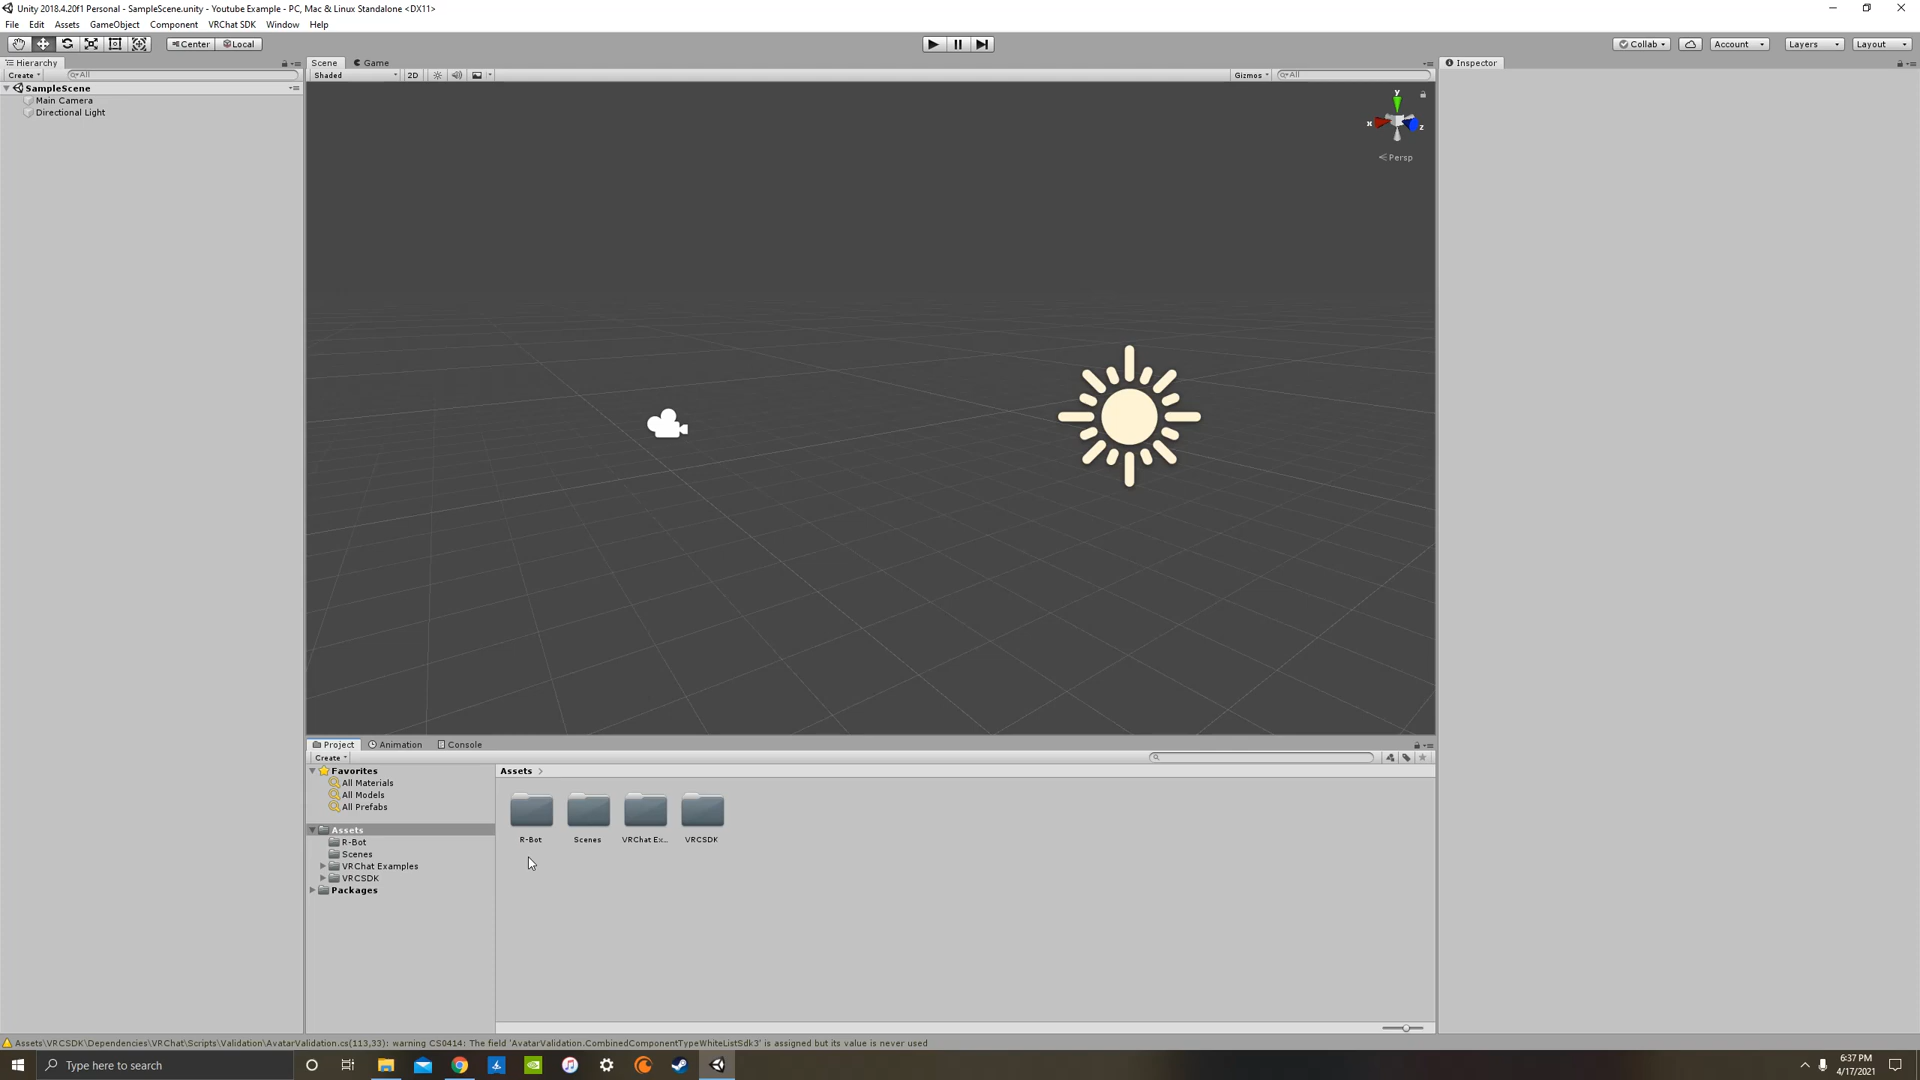 Unity 2018.4.20f1 Personal - SampleScene.unity - Youtube Example - PC, Mac & Linux Standalone <DX11>
File Edit Assets GameObject Component VRChat SDK Window Help
Center Local Collab Account Layers Layout
Hierarchy
Create All
SampleScene
Main Camera
Directional Light
Scene Game
Shaded 2D Gizmos All
y
x
z
Persp
Inspector
Project Animation Console
Create
Favorites
All Materials
All Models
All Prefabs
Assets
R-Bot
Scenes
VRChat Examples
VRCSDK
Packages
Assets
R-Bot Scenes VRChat Ex... VRCSDK
Assets\VRCSDK\Dependencies\VRChat\Scripts\Validation\AvatarValidation.cs(113,33): warning CS0414: The field 'AvatarValidation.CombinedComponentTypeWhiteListSdk3' is assigned but its value is never used
Type here to search
6:37 PM
4/17/2021